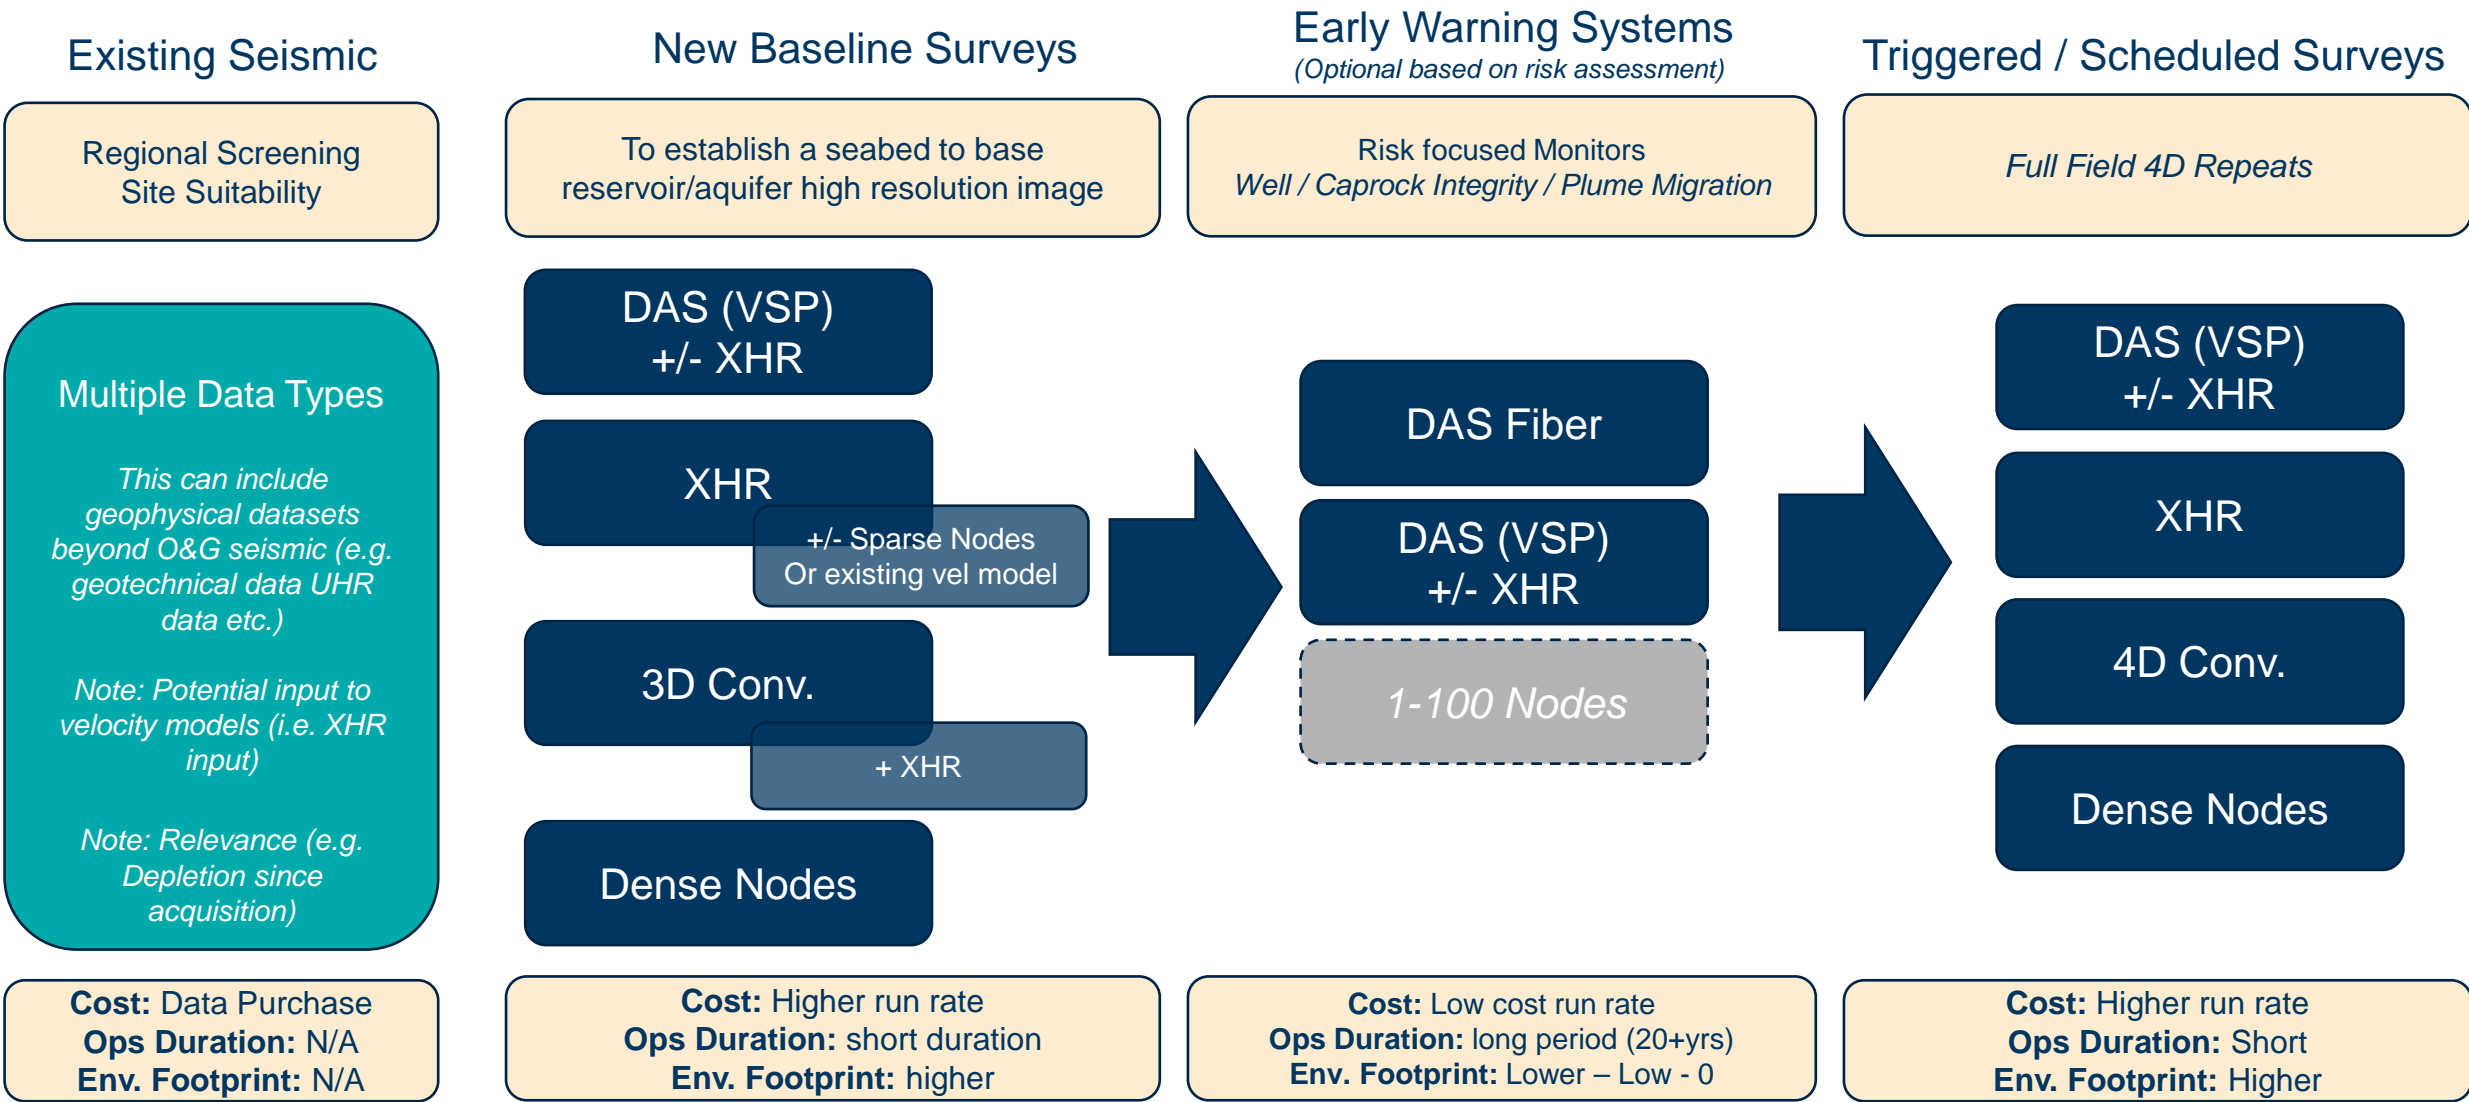 Existing Seismic
Regional Screening
Site Suitability
Multiple Data Types
This can include
geophysical datasets
beyond O&G seismic (e.g.
geotechnical data UHR
data etc.)
Note: Potential input to
velocity models (i.e. XHR
input)
Note: Relevance (e.g.
Depletion since
acquisition)
Cost: Data Purchase
Ops Duration: N/A
Env. Footprint: N/A
New Baseline Surveys
To establish a seabed to base
reservoir/aquifer high resolution image
DAS (VSP)
+/- XHR
XHR
+/- Sparse Nodes
Or existing vel model
3D Conv.
+ XHR
Dense Nodes
Cost: Higher run rate
Ops Duration: short duration
Env. Footprint: higher
Early Warning Systems
(Optional based on risk assessment)
Risk focused Monitors
Well / Caprock Integrity / Plume Migration
DAS Fiber
DAS (VSP)
+/- XHR
1-100 Nodes
Cost: Low cost run rate
Ops Duration: long period (20+yrs)
Env. Footprint: Lower – Low - 0
Triggered / Scheduled Surveys
Full Field 4D Repeats
DAS (VSP)
+/- XHR
XHR
4D Conv.
Dense Nodes
Cost: Higher run rate
Ops Duration: Short
Env. Footprint: Higher